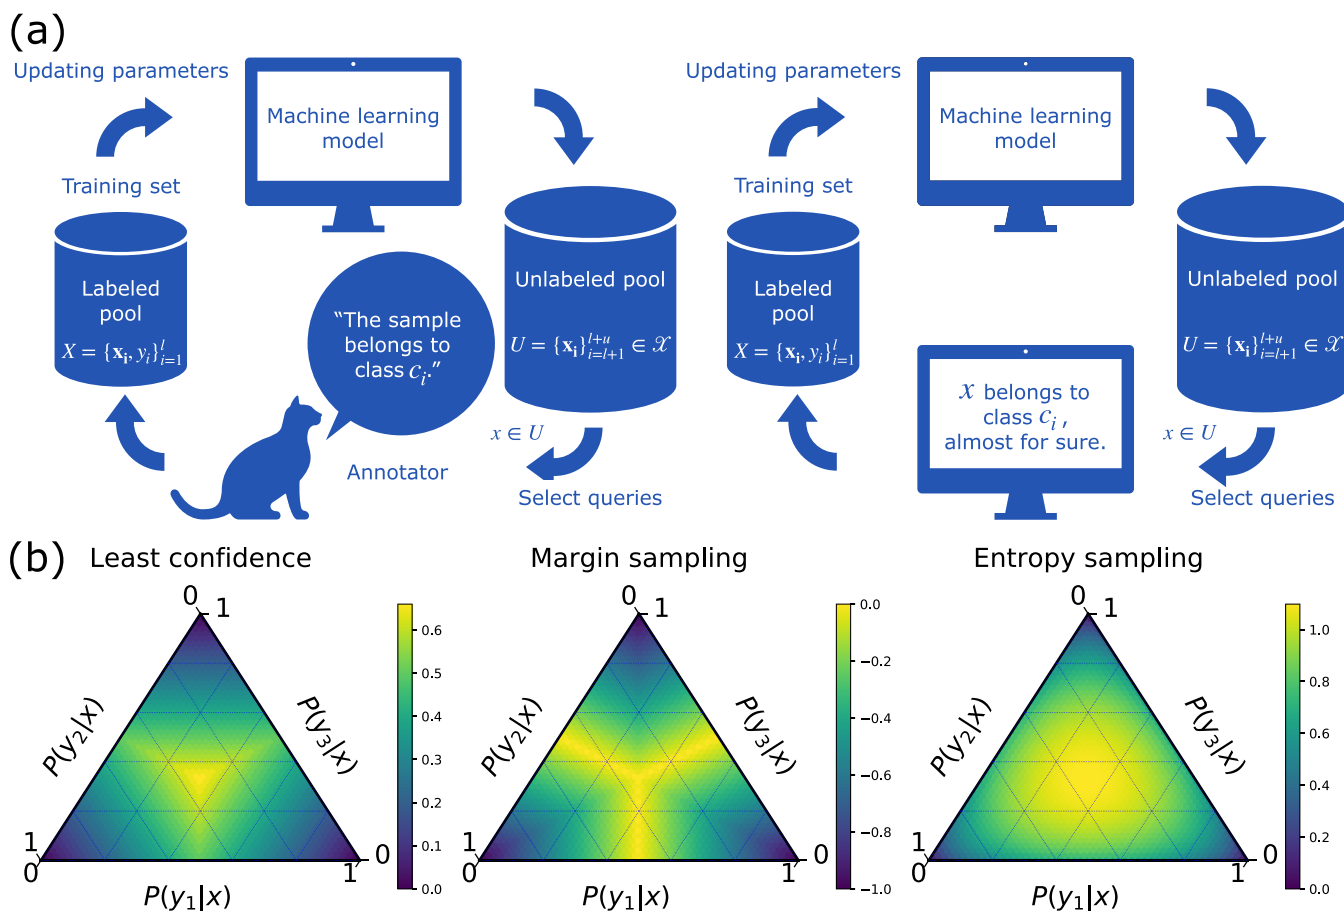 (a)
Updating parameters
Machine learning
model
Training set
Labeled
pool
X = {𝐱ᵢ, yᵢ}ˡᵢ₌₁
“The sample
belongs to
class cᵢ.”
Annotator
Unlabeled pool
U = {𝐱ᵢ}ˡ⁺ᵘᵢ₌ₗ₊₁ ∈ 𝒳
x ∈ U
Select queries
Updating parameters
Machine learning
model
Training set
Labeled
pool
X = {𝐱ᵢ, yᵢ}ˡᵢ₌₁
x belongs to
class cᵢ ,
almost for sure.
Unlabeled pool
U = {𝐱ᵢ}ˡ⁺ᵘᵢ₌ₗ₊₁ ∈ 𝒳
x ∈ U
Select queries
(b)
Least confidence
0
1
P(y₂|x)
P(y₃|x)
1
0
0
1
P(y₁|x)
0.6
0.5
0.4
0.3
0.2
0.1
0.0
Margin sampling
0
1
P(y₂|x)
P(y₃|x)
1
0
0
1
P(y₁|x)
0.0
−0.2
−0.4
−0.6
−0.8
−1.0
Entropy sampling
0
1
P(y₂|x)
P(y₃|x)
1
0
0
1
P(y₁|x)
1.0
0.8
0.6
0.4
0.2
0.0